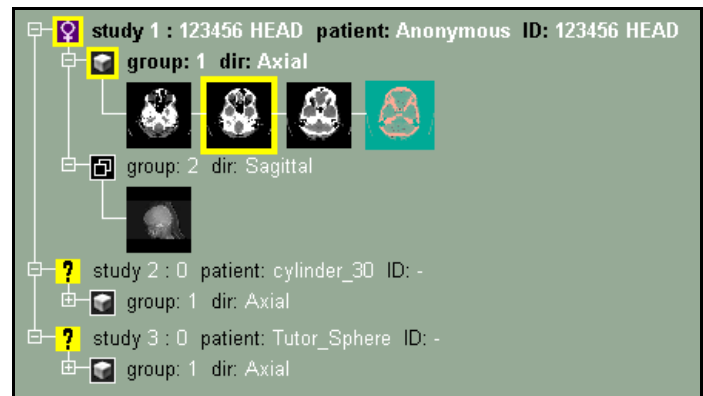 study 1 : 123456 HEAD patient: Anonymous ID: 123456 HEAD
group: 1 dir: Axial
group: 2 dir: Sagittal
? study 2 : 0 patient: cylinder_30 ID: -
group: 1 dir: Axial
? study 3 : 0 patient: Tutor_Sphere ID: -
group: 1 dir: Axial